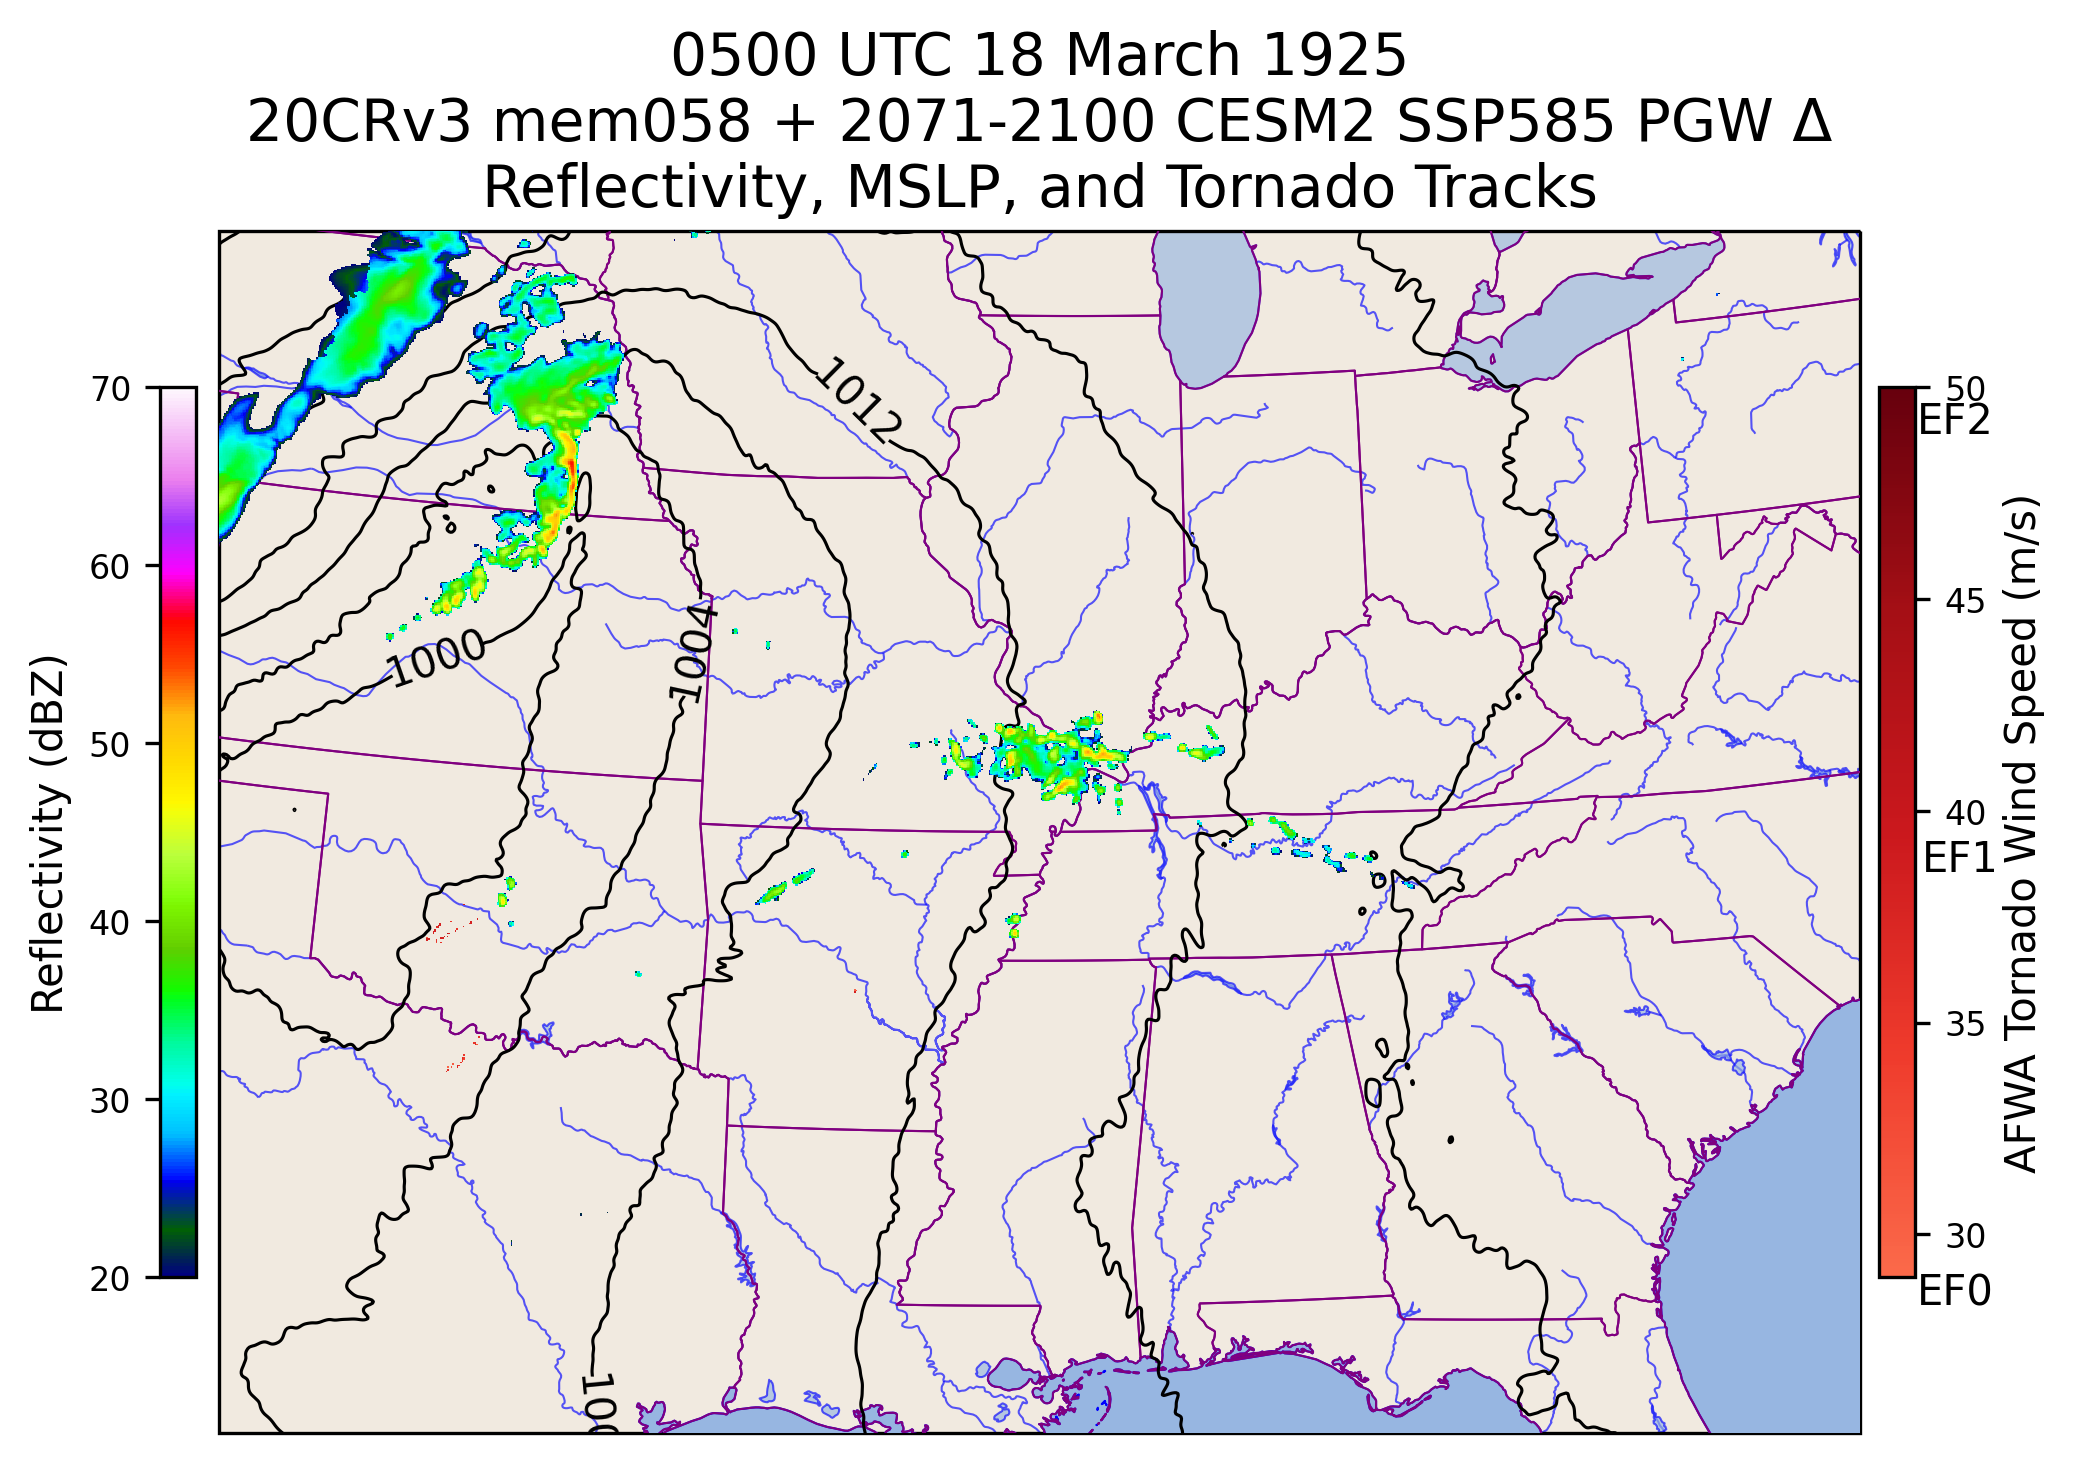 0500 UTC 18 March 1925
20CRv3 mem058 + 2071-2100 CESM2 SSP585 PGW Δ
Reflectivity, MSLP, and Tornado Tracks
70
60
50
40
30
20
Reflectivity (dBZ)
1012
1004
1000
100
50
EF2
45
40
EF1
35
30
EF0
AFWA Tornado Wind Speed (m/s)